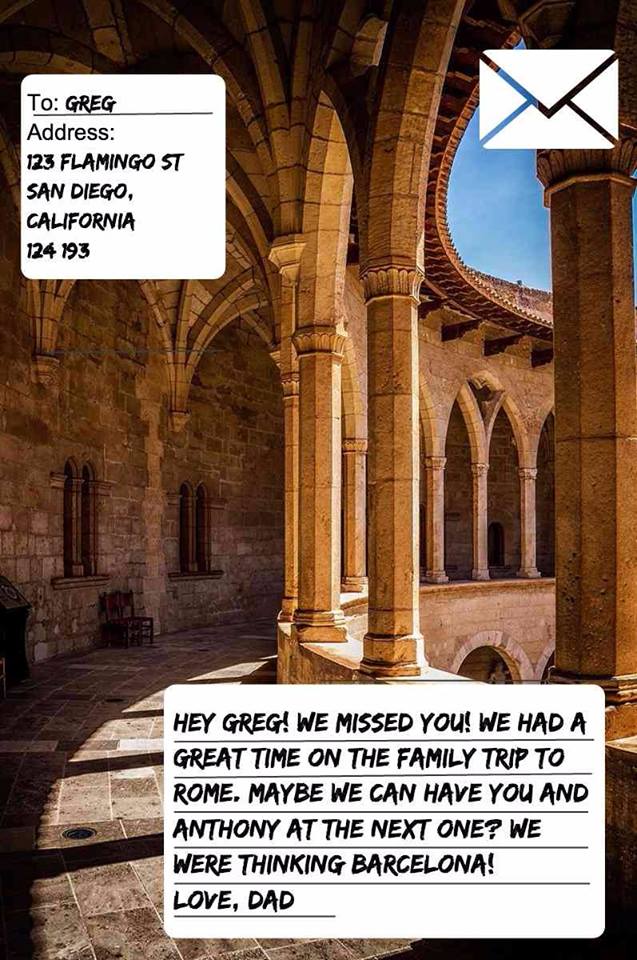 To: GREG
Address:
123 FLAMINGO ST
SAN DIEGO,
CALIFORNIA
124 193
HEY GREG! WE MISSED YOU! WE HAD A
GREAT TIME ON THE FAMILY TRIP TO
ROME. MAYBE WE CAN HAVE YOU AND
ANTHONY AT THE NEXT ONE? WE
WERE THINKING BARCELONA!
LOVE, DAD